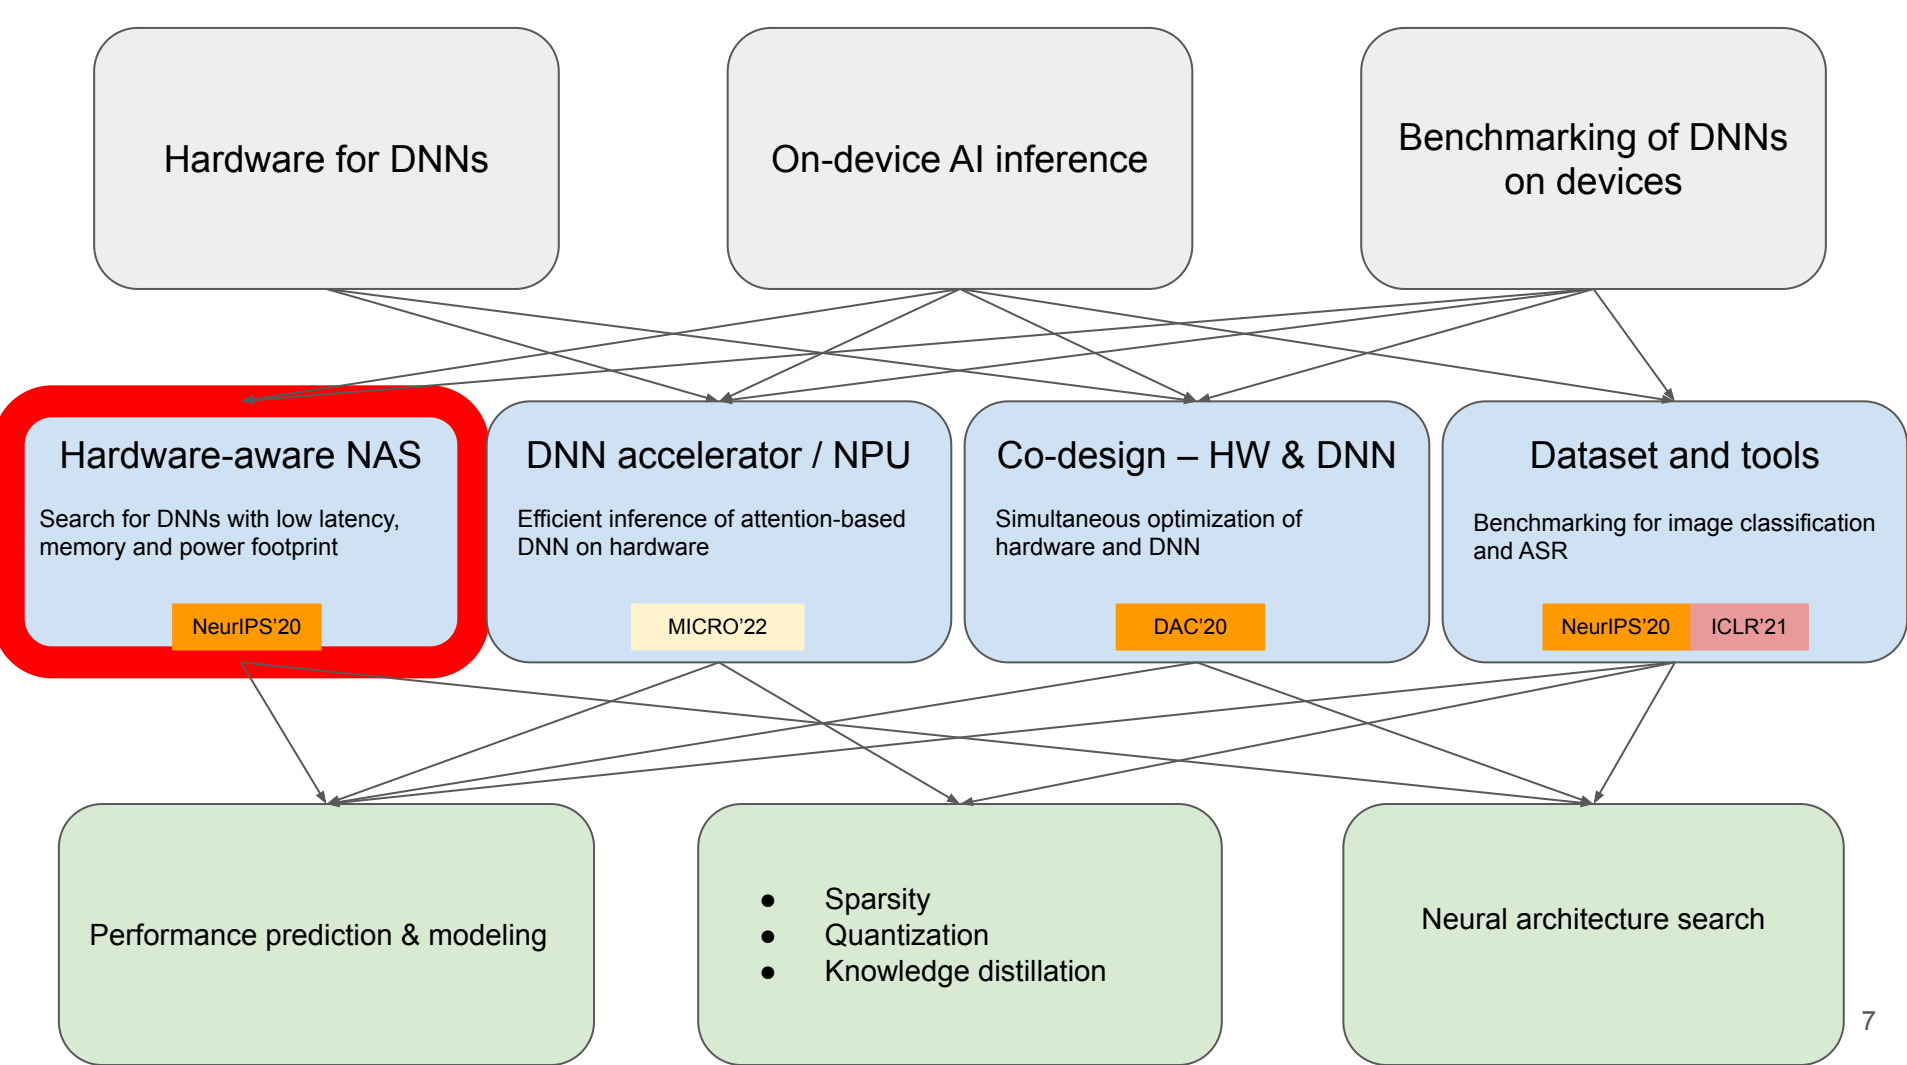 Hardware for DNNs
On-device AI inference
Benchmarking of DNNs
on devices
Hardware-aware NAS
Search for DNNs with low latency,
memory and power footprint
NeurIPS’20
DNN accelerator / NPU
Efficient inference of attention-based
DNN on hardware
MICRO’22
Co-design – HW & DNN
Simultaneous optimization of
hardware and DNN
DAC’20
Dataset and tools
Benchmarking for image classification
and ASR
NeurIPS’20
ICLR’21
Performance prediction & modeling
● Sparsity
● Quantization
● Knowledge distillation
Neural architecture search
7